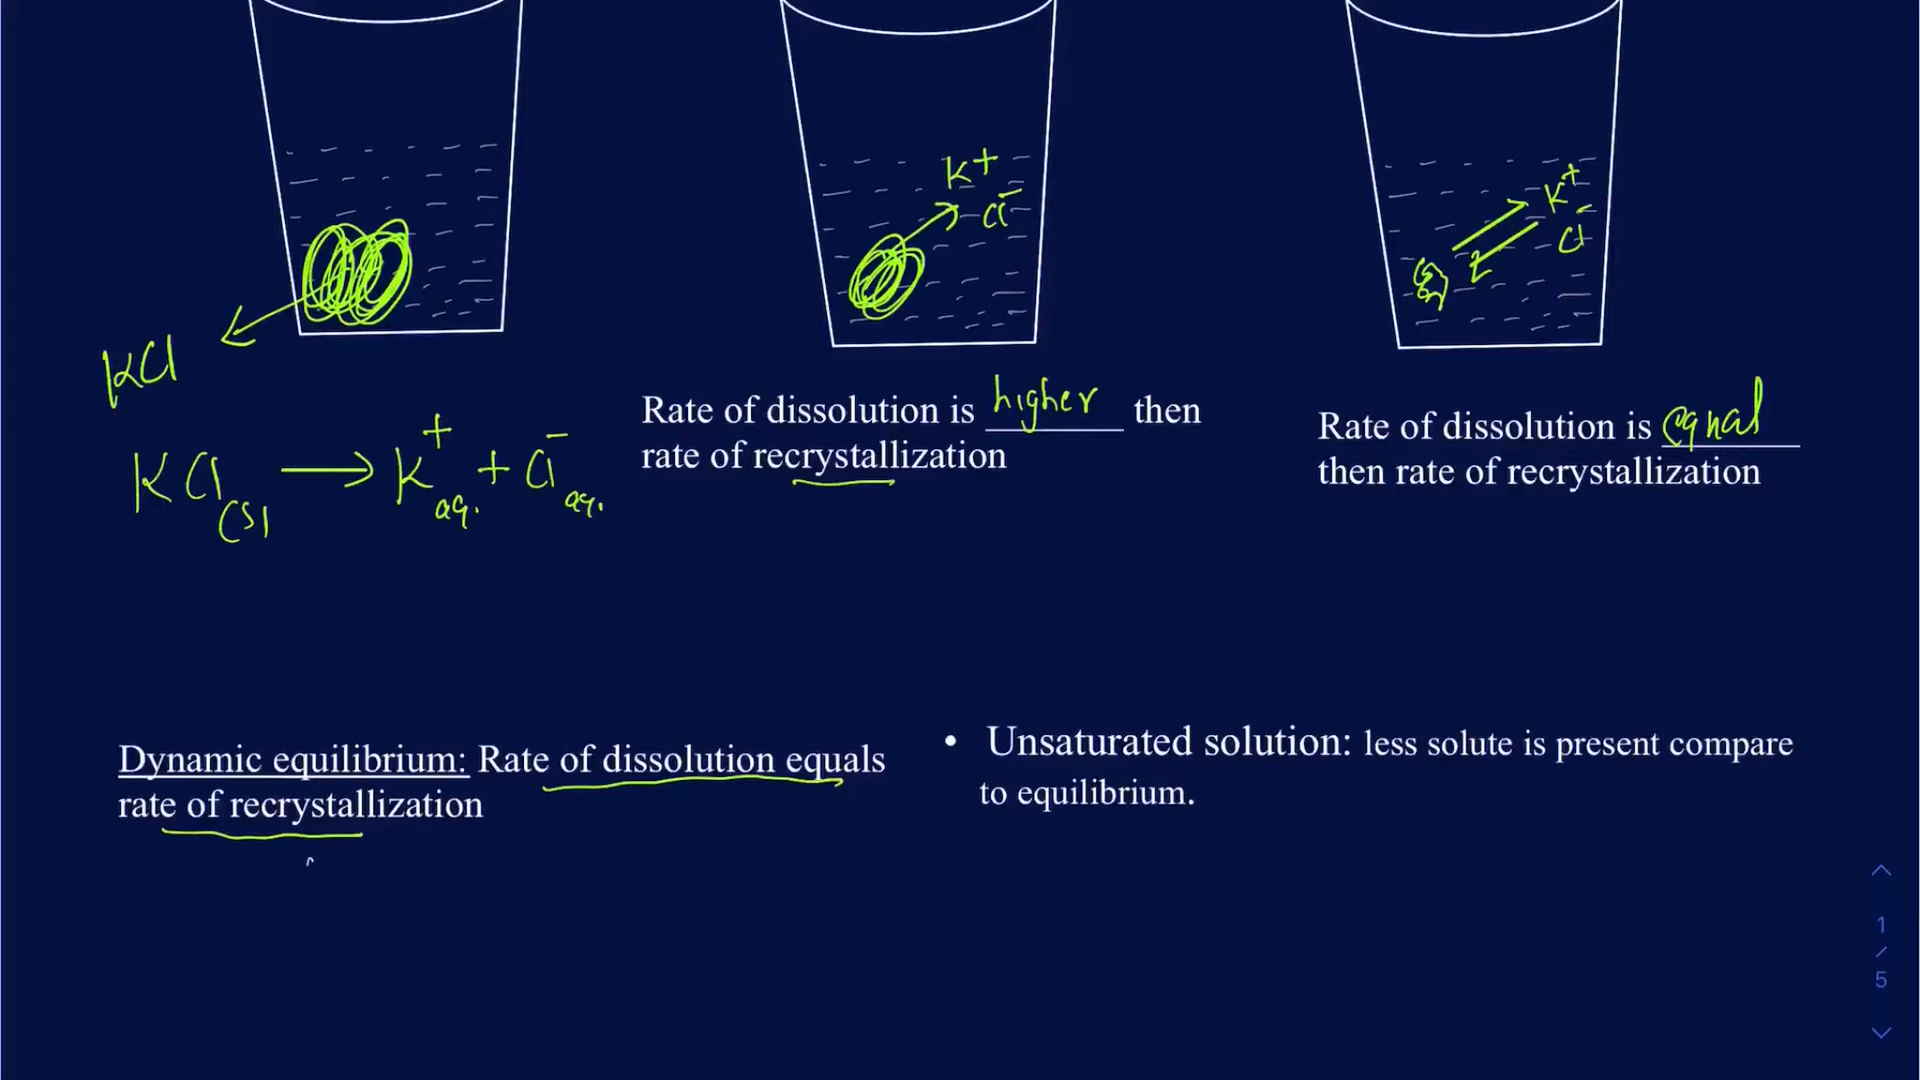 K+
Cl-
K+
Cl-
KCl
Rate of dissolution is higher then
rate of recrystallization
Rate of dissolution is equal
then rate of recrystallization
KCl(s) → K+aq. + Cl-aq.
Dynamic equilibrium: Rate of dissolution equals
rate of recrystallization
• Unsaturated solution: less solute is present compare
to equilibrium.
1
/
5